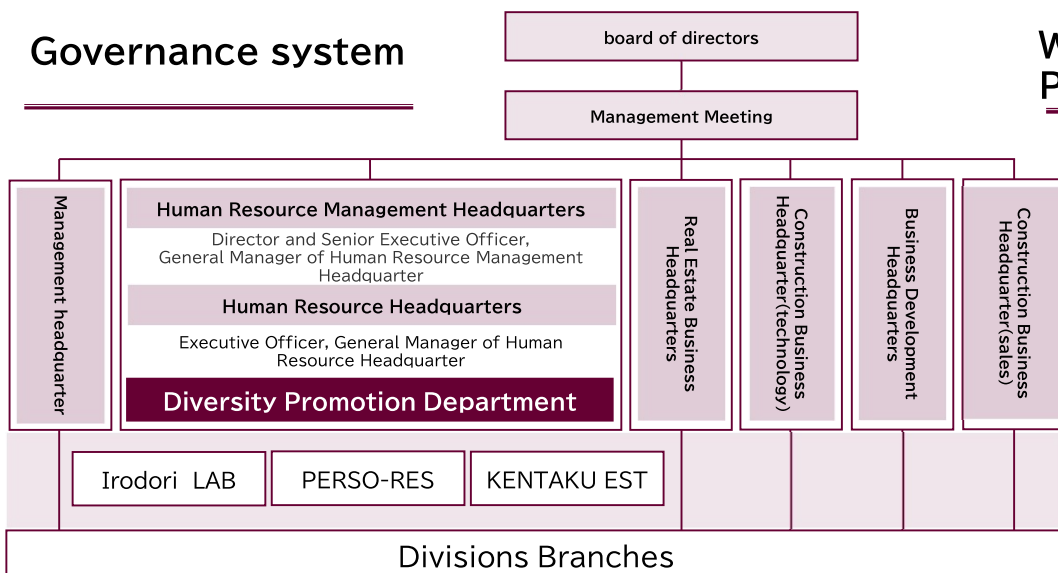 Governance system
board of directors
Management Meeting
Management headquarter
Human Resource Management Headquarters
Director and Senior Executive Officer,
General Manager of Human Resource Management
Headquarter
Human Resource Headquarters
Executive Officer, General Manager of Human
Resource Headquarter
Diversity Promotion Department
Real Estate Business
Headquarters
Construction Business
Headquarter(technology)
Business Development
Headquarters
Construction Business
Headquarter(sales)
Irodori LAB
PERSO-RES
KENTAKU EST
Divisions Branches